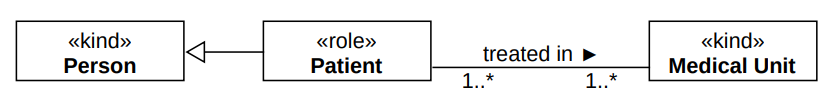 «kind»
Person
«role»
Patient
treated in ►
1..*
1..*
«kind»
Medical Unit